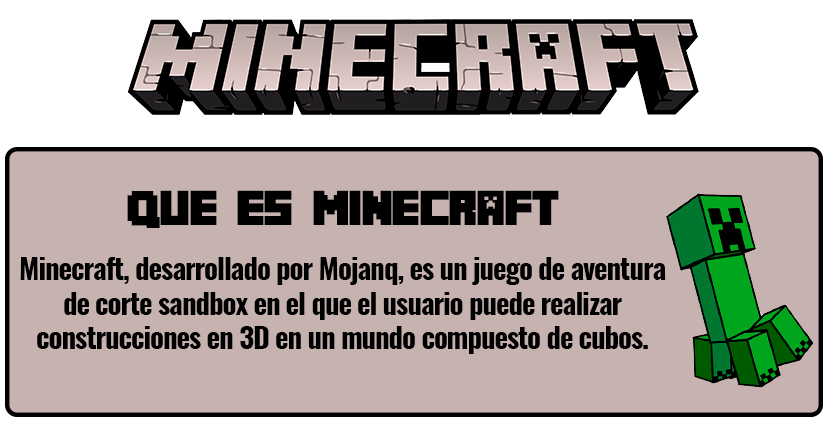 MINECRAFT
QUE ES MINECRAFT
Minecraft, desarrollado por Mojanq, es un juego de aventura
de corte sandbox en el que el usuario puede realizar
construcciones en 3D en un mundo compuesto de cubos.